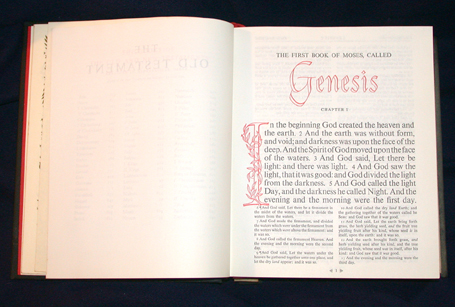 THE
OLD TESTAMENT
THE FIRST BOOK OF MOSES, CALLED
Genesis
CHAPTER I
In the beginning God created the heaven and
the earth. 2 And the earth was without form,
and void; and darkness was upon the face of the
deep. And the Spirit of God moved upon the face
of the waters. 3 And God said, Let there be
light: and there was light. 4 And God saw the
light, that it was good: and God divided the light
from the darkness. 5 And God called the light
Day, and the darkness he called Night. And the
evening and the morning were the first day.
6 And God said, Let there be a firmament in
the midst of the waters, and let it divide the
waters from the waters.
7 And God made the firmament, and divided
the waters which were under the firmament from
the waters which were above the firmament: and
it was so.
8 And God called the firmament Heaven. And
the evening and the morning were the second
day.
9 And God said, Let the waters under the
heaven be gathered together unto one place, and
let the dry land appear: and it was so.
10 And God called the dry land Earth; and
the gathering together of the waters called he
Seas: and God saw that it was good.
11 And God said, Let the earth bring forth
grass, the herb yielding seed, and the fruit tree
yielding fruit after his kind, whose seed is in
itself, upon the earth: and it was so.
12 And the earth brought forth grass, and
herb yielding seed after his kind, and the tree
yielding fruit, whose seed was in itself, after his
kind: and God saw that it was good.
13 And the evening and the morning were the
third day.